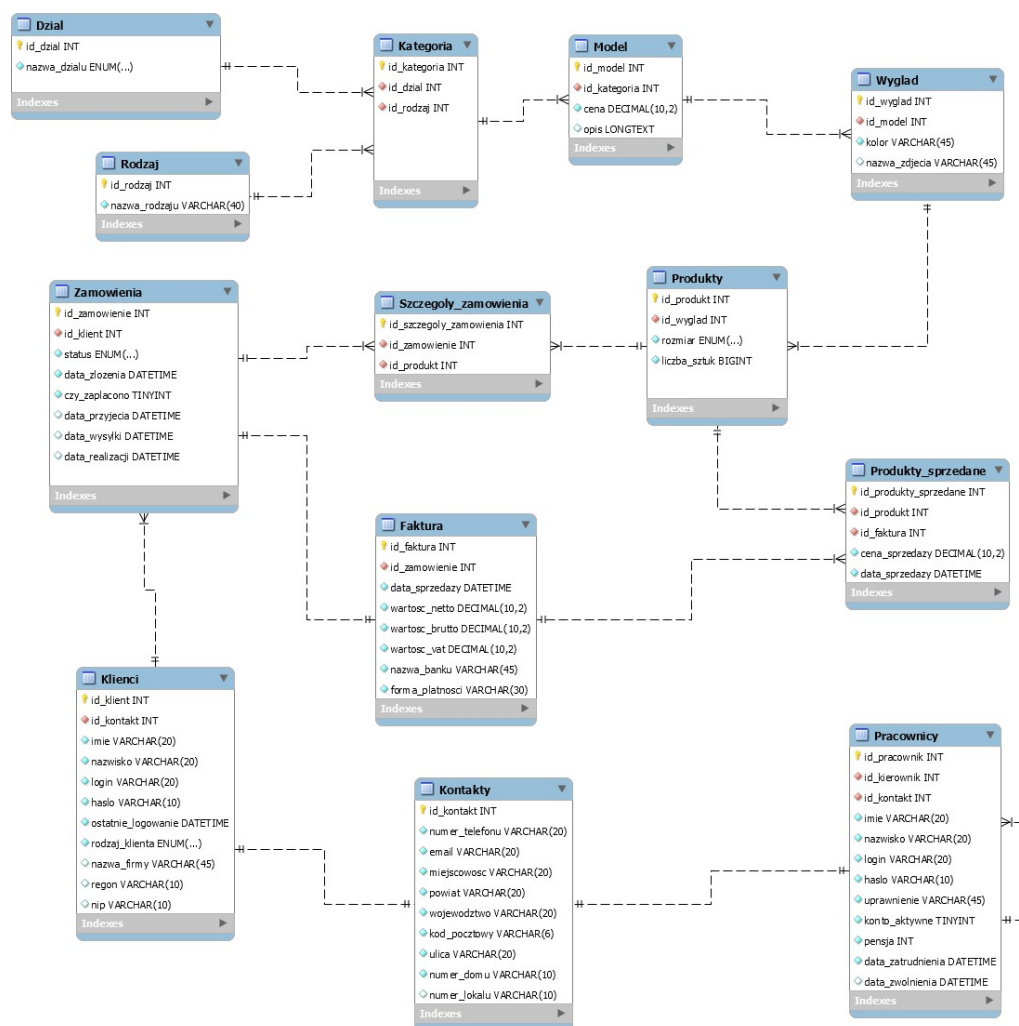 Dzial
id_dzial INT
nazwa_dzialu ENUM(...)
Indexes
Kategoria
id_kategoria INT
id_dzial INT
id_rodzaj INT
Indexes
Model
id_model INT
id_kategoria INT
cena DECIMAL(10,2)
opis LONGTEXT
Indexes
Wyglad
id_wyglad INT
id_model INT
kolor VARCHAR(45)
nazwa_zdjecia VARCHAR(45)
Indexes
Rodzaj
id_rodzaj INT
nazwa_rodzaju VARCHAR(40)
Indexes
Zamowienia
id_zamowienie INT
id_klient INT
status ENUM(...)
data_zlozenia DATETIME
czy_zaplacono TINYINT
data_przyjecia DATETIME
data_wysylki DATETIME
data_realizacji DATETIME
Indexes
Szczegoly_zamowienia
id_szczegoly_zamowienia INT
id_zamowienie INT
id_produkt INT
Indexes
Produkty
id_produkt INT
id_wyglad INT
rozmiar ENUM(...)
liczba_sztuk BIGINT
Indexes
Produkty_sprzedane
id_produkty_sprzedane INT
id_produkt INT
id_faktura INT
cena_sprzedazy DECIMAL(10,2)
data_sprzedazy DATETIME
Indexes
Faktura
id_faktura INT
id_zamowienie INT
data_sprzedazy DATETIME
wartosc_netto DECIMAL(10,2)
wartosc_brutto DECIMAL(10,2)
wartosc_vat DECIMAL(10,2)
nazwa_banku VARCHAR(45)
forma_platnosci VARCHAR(30)
Indexes
Klienci
id_klient INT
id_kontakt INT
imie VARCHAR(20)
nazwisko VARCHAR(20)
login VARCHAR(20)
haslo VARCHAR(10)
ostatnie_logowanie DATETIME
rodzaj_klienta ENUM(...)
nazwa_firmy VARCHAR(45)
regon VARCHAR(10)
nip VARCHAR(10)
Indexes
Kontakty
id_kontakt INT
numer_telefonu VARCHAR(20)
email VARCHAR(20)
miejscowosc VARCHAR(20)
powiat VARCHAR(20)
wojewodztwo VARCHAR(20)
kod_pocztowy VARCHAR(6)
ulica VARCHAR(20)
numer_domu VARCHAR(10)
numer_lokalu VARCHAR(10)
Indexes
Pracownicy
id_pracownik INT
id_kierownik INT
id_kontakt INT
imie VARCHAR(20)
nazwisko VARCHAR(20)
login VARCHAR(20)
haslo VARCHAR(10)
uprawnienie VARCHAR(45)
konto_aktywne TINYINT
pensja INT
data_zatrudnienia DATETIME
data_zwolnienia DATETIME
Indexes